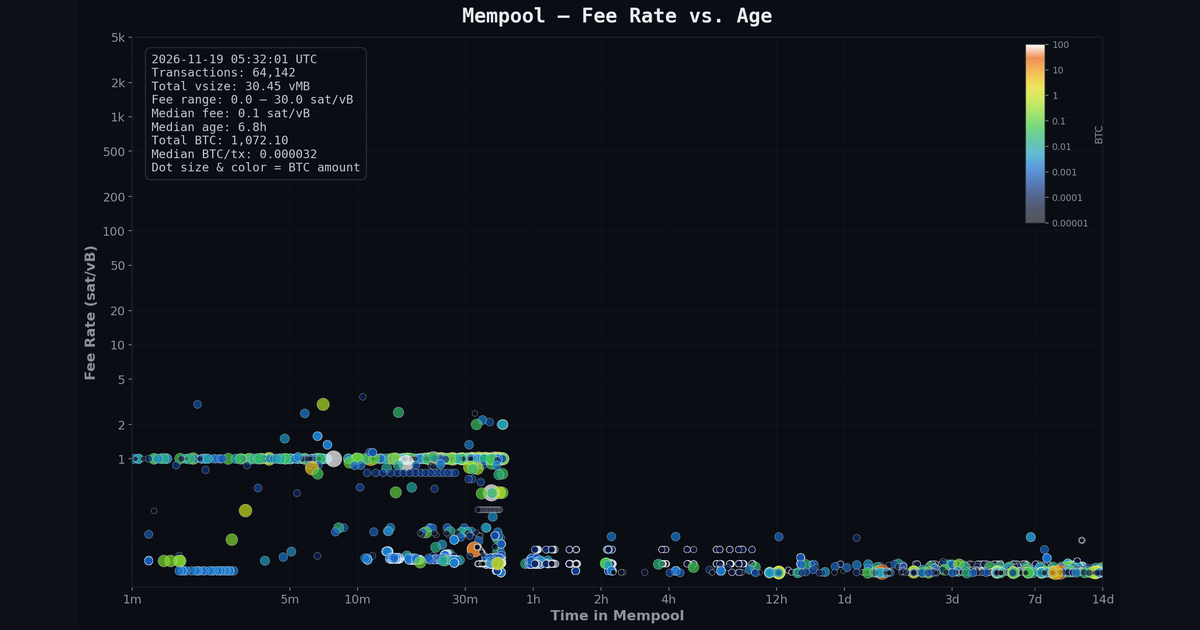 Mempool — Fee Rate vs. Age
2026-11-19 05:32:01 UTC
Transactions: 64,142
Total vsize: 30.45 vMB
Fee range: 0.0 — 30.0 sat/vB
Median fee: 0.1 sat/vB
Median age: 6.8h
Total BTC: 1,072.10
Median BTC/tx: 0.000032
Dot size & color = BTC amount
100
10
1
0.1
0.01
0.001
0.0001
0.00001
BTC
5k
2k
1k
500
200
100
50
20
10
5
2
1
Fee Rate (sat/vB)
1m 5m 10m 30m 1h 2h 4h 12h 1d 3d 7d 14d
Time in Mempool